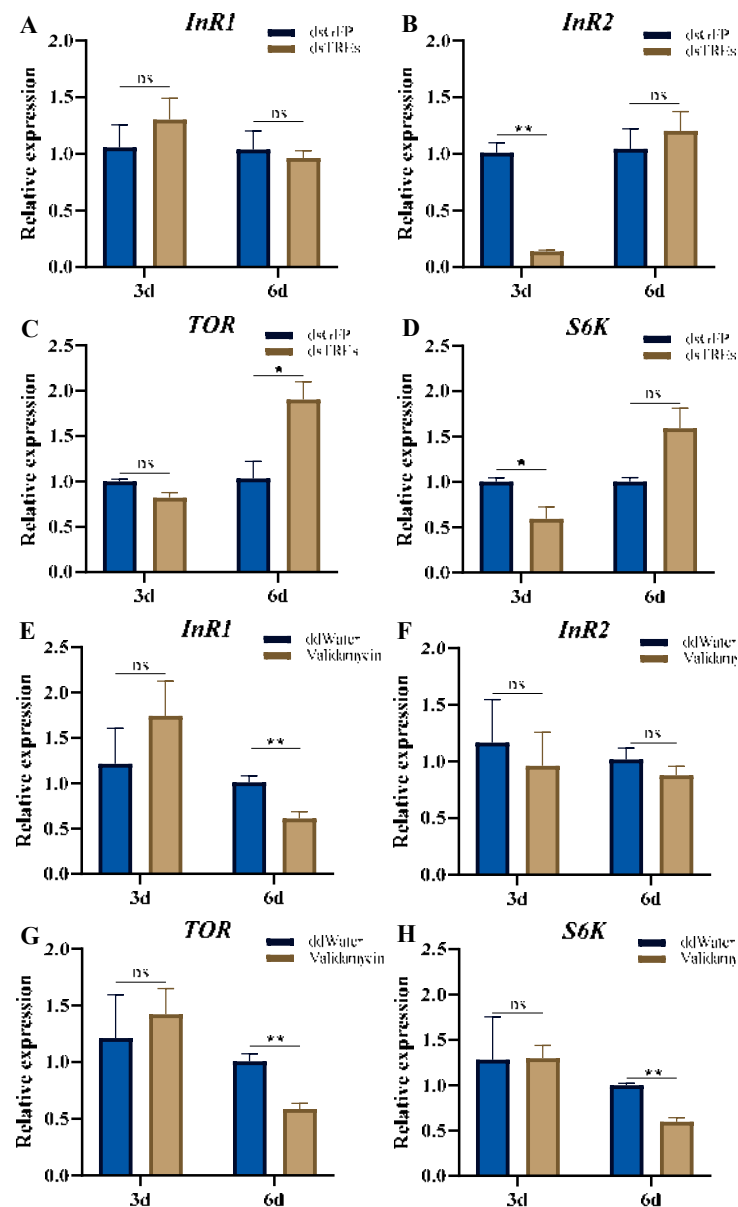 A
InR1
dsGFP
dsTREs
Relative expression
2.0
1.5
1.0
0.5
0.0
ns
ns
3d
6d
B
InR2
dsGFP
dsTREs
Relative expression
2.0
1.5
1.0
0.5
0.0
**
ns
3d
6d
C
TOR
dsGFP
dsTREs
Relative expression
2.5
2.0
1.5
1.0
0.5
0.0
ns
*
3d
6d
D
S6K
dsGFP
dsTREs
Relative expression
2.5
2.0
1.5
1.0
0.5
0.0
*
ns
3d
6d
E
InR1
ddWater
Validamycin
Relative expression
2.5
2.0
1.5
1.0
0.5
0.0
ns
**
3d
6d
F
InR2
ddWater
Validamy
Relative expression
2.0
1.5
1.0
0.5
0.0
ns
ns
3d
6d
G
TOR
ddWater
Validamycin
Relative expression
2.0
1.5
1.0
0.5
0.0
ns
**
3d
6d
H
S6K
ddWater
Validamy
Relative expression
2.5
2.0
1.5
1.0
0.5
0.0
ns
**
3d
6d